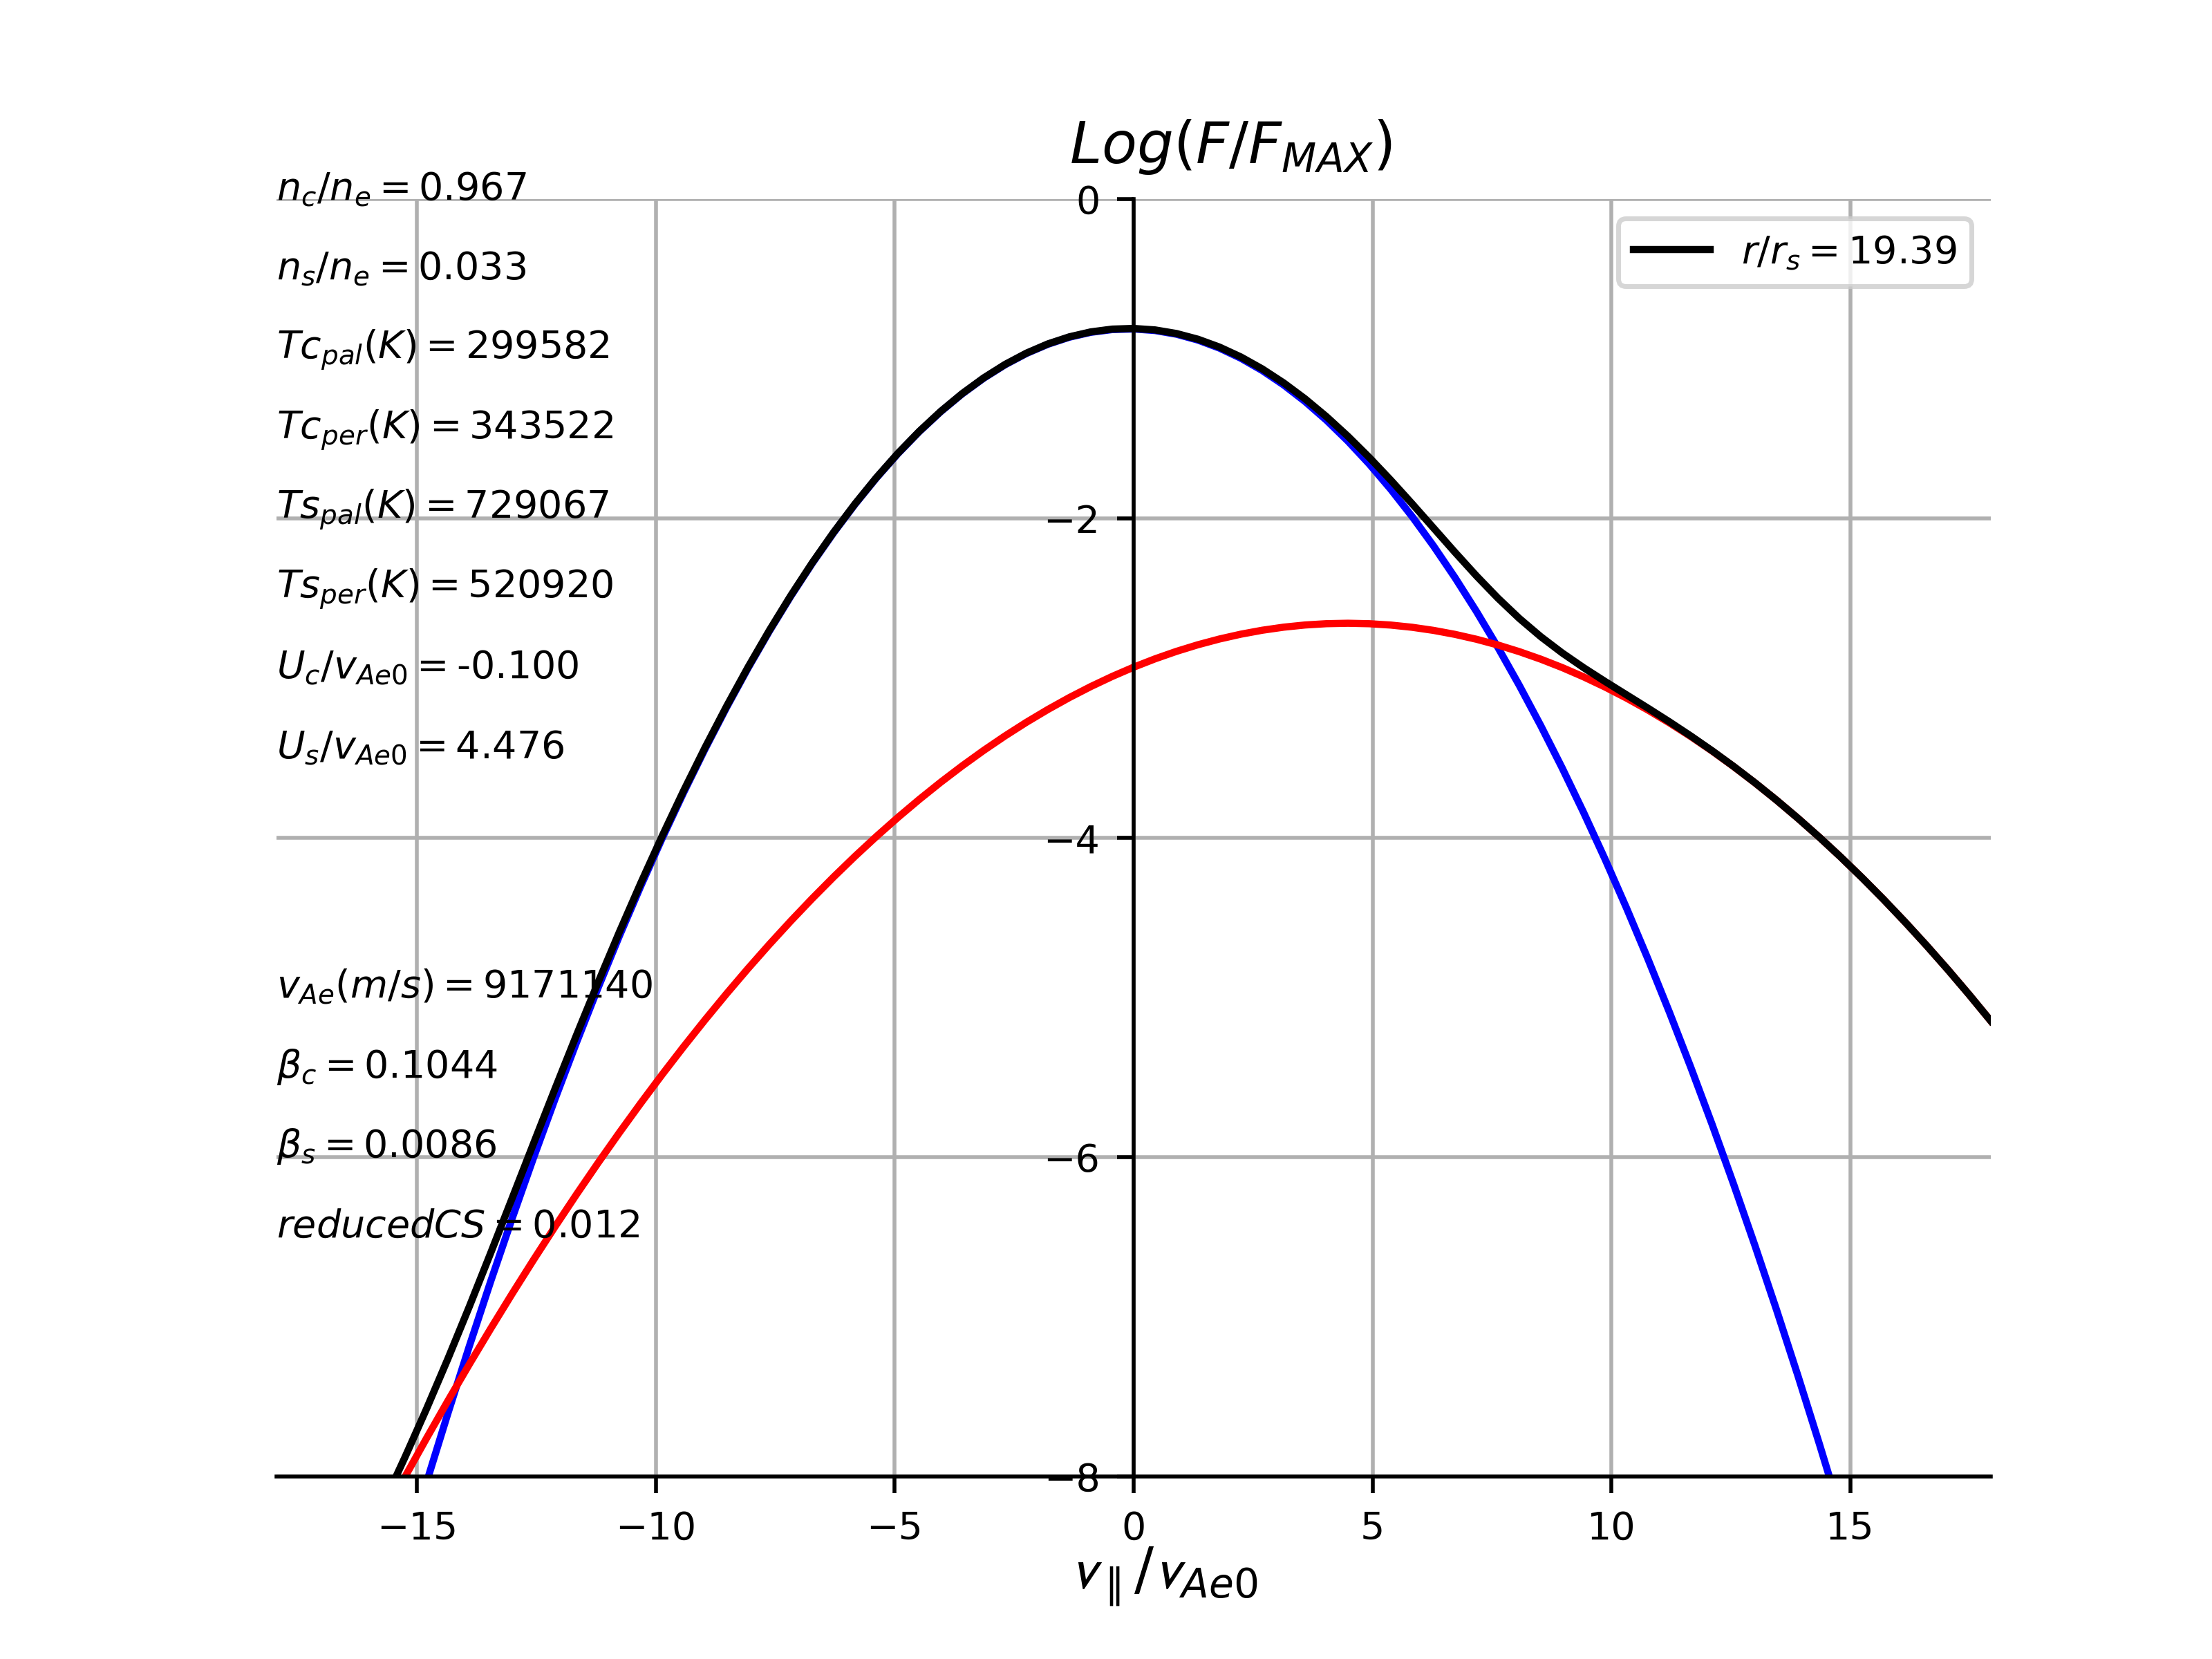 Log(F/F_MAX)
n_c/n_e = 0.967
n_s/n_e = 0.033
Tc_pal(K) = 299582
Tc_per(K) = 343522
Ts_pal(K) = 729067
Ts_per(K) = 520920
U_c/v_Ae0 = -0.100
U_s/v_Ae0 = 4.476
v_Ae(m/s) = 9171140
β_c = 0.1044
β_s = 0.0086
reducedCS = 0.012
r/r_s = 19.39
0
−2
−4
−6
−8
−15 −10 −5 0 5 10 15
v_∥/v_Ae0